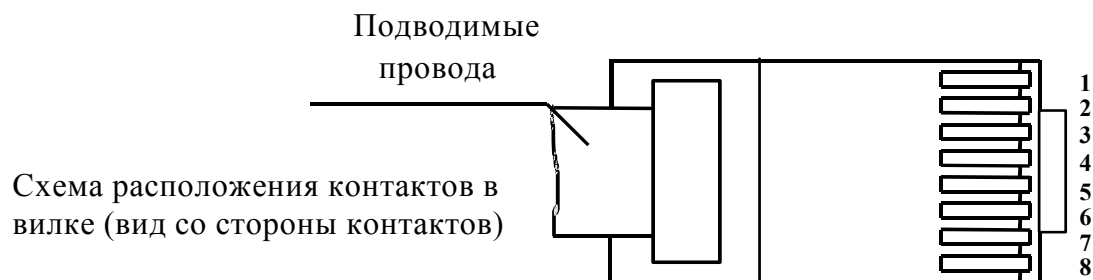 Подводимые
провода
Схема расположения контактов в
вилке (вид со стороны контактов)
1
2
3
4
5
6
7
8